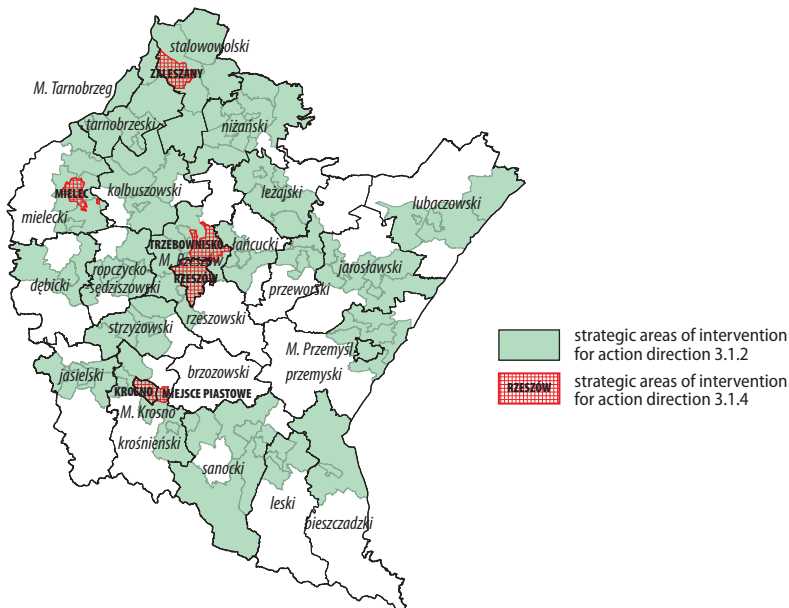 stalowowolski
ZALESZANY
M. Tarnobrzeg
tarnobrzeski
niżański
MIELEC
kolbuszowski
leżajski
lubaczowski
mielecki
TRZEBOWNISKO
łańcucki
M. R
RZESZÓW
jarosławski
ropczycko-
sędziszowski
RZESZÓW
dębicki
przeworski
rzeszowski
strzyżowski
M. Przemyśl
jasielski
brzozowski
przemyski
KROSNO
MIEJSCE PIASTOWE
M. Krosno
krośnieński
sanocki
leski
bieszczadzki
strategic areas of intervention
for action direction 3.1.2
RZESZÓW
strategic areas of intervention
for action direction 3.1.4